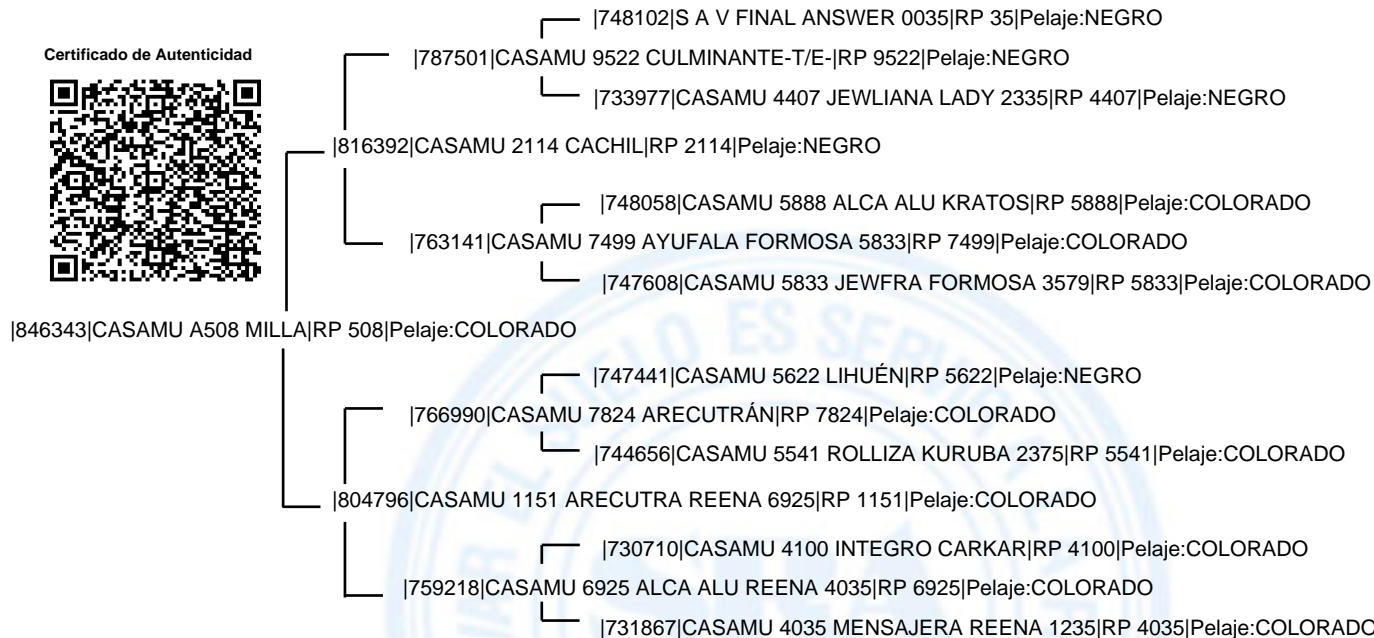 |748102|S A V FINAL ANSWER 0035|RP 35|Pelaje:NEGRO
Certificado de Autenticidad
|787501|CASAMU 9522 CULMINANTE-T/E-|RP 9522|Pelaje:NEGRO
|733977|CASAMU 4407 JEWLIANA LADY 2335|RP 4407|Pelaje:NEGRO
|816392|CASAMU 2114 CACHIL|RP 2114|Pelaje:NEGRO
|748058|CASAMU 5888 ALCA ALU KRATOS|RP 5888|Pelaje:COLORADO
|763141|CASAMU 7499 AYUFALA FORMOSA 5833|RP 7499|Pelaje:COLORADO
|747608|CASAMU 5833 JEWFRA FORMOSA 3579|RP 5833|Pelaje:COLORADO
|846343|CASAMU A508 MILLA|RP 508|Pelaje:COLORADO
|747441|CASAMU 5622 LIHUÉN|RP 5622|Pelaje:NEGRO
|766990|CASAMU 7824 ARECUTRÁN|RP 7824|Pelaje:COLORADO
|744656|CASAMU 5541 ROLLIZA KURUBA 2375|RP 5541|Pelaje:COLORADO
|804796|CASAMU 1151 ARECUTRA REENA 6925|RP 1151|Pelaje:COLORADO
|730710|CASAMU 4100 INTEGRO CARKAR|RP 4100|Pelaje:COLORADO
|759218|CASAMU 6925 ALCA ALU REENA 4035|RP 6925|Pelaje:COLORADO
|731867|CASAMU 4035 MENSAJERA REENA 1235|RP 4035|Pelaje:COLORADO